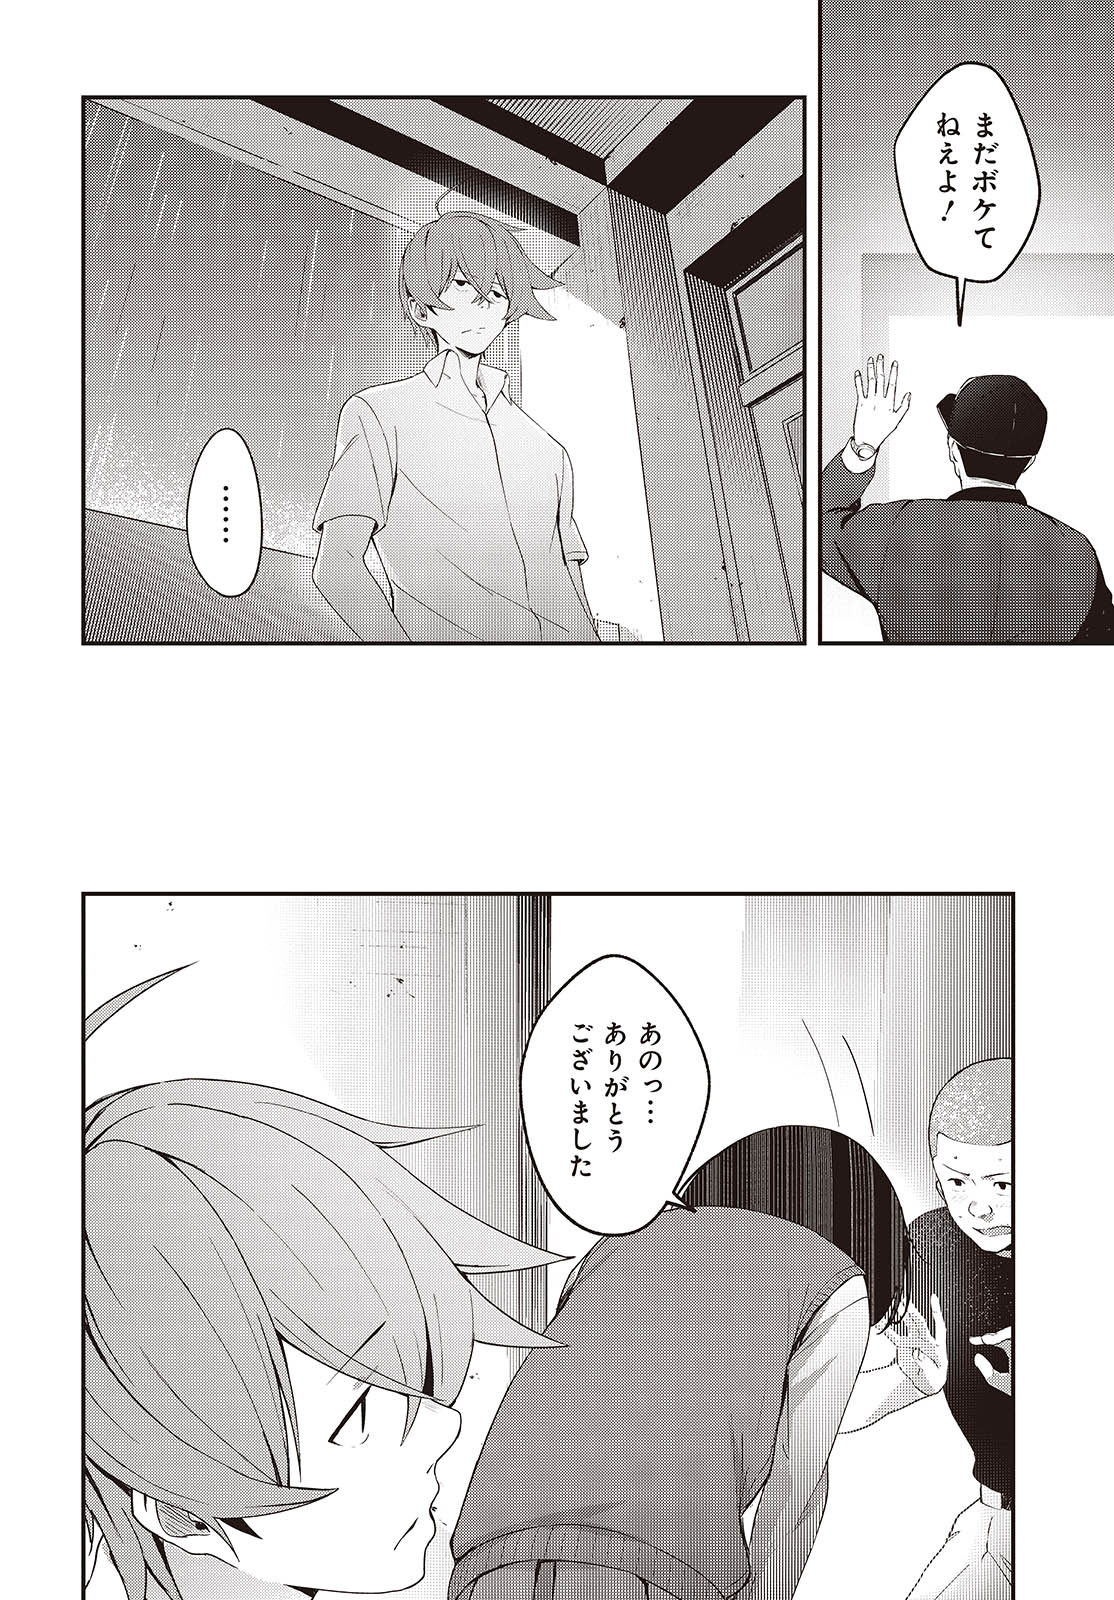 まだボケて
ねえよ！
……
あのっ…
ありがとう
ございました